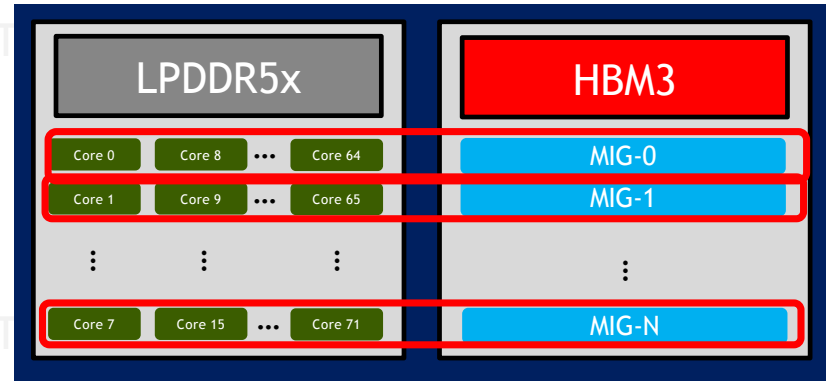 LPDDR5x HBM3
Core 0 Core 8 ... Core 64 MIG-0
Core 1 Core 9 ... Core 65 MIG-1
⋮ ⋮ ⋮ ⋮
Core 7 Core 15 ... Core 71 MIG-N